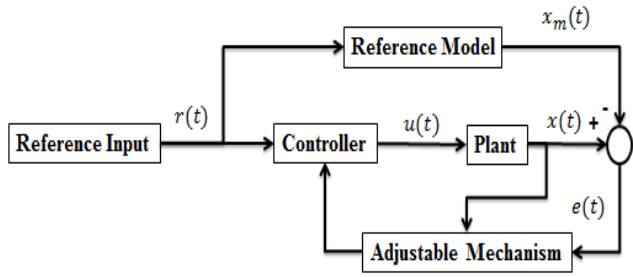 x_m(t)
Reference Model
r(t)
u(t)
x(t) + -
Reference Input
Controller
Plant
e(t)
Adjustable Mechanism